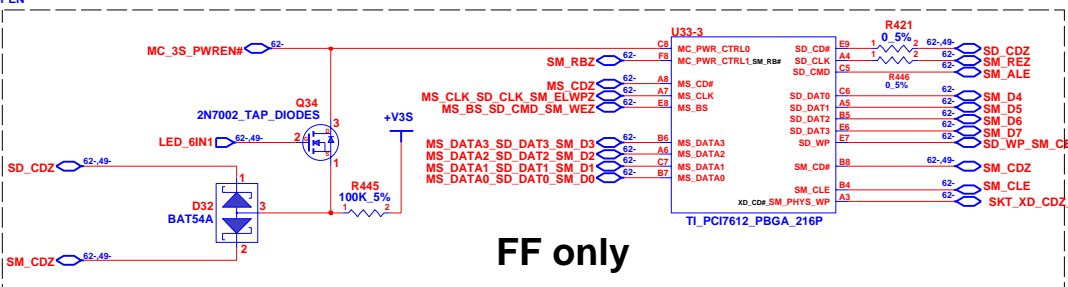 MC_3S_PWREN# 62-
Q34
2N7002_TAP_DIODES
3
2
1
LED_6IN1 62-,49-
+V3S
SD_CDZ 62-,49-
1
D32
BAT54A
3
2
R445
100K_5%
1 2
SM_CDZ 62-,49-
SM_RBZ 62-
MS_CDZ 62-
MS_CLK_SD_CLK_SM_ELWPZ 62-
MS_BS_SD_CMD_SM_WEZ 62-
MS_DATA3_SD_DAT3_SM_D3 62-
MS_DATA2_SD_DAT2_SM_D2 62-
MS_DATA1_SD_DAT1_SM_D1 62-
MS_DATA0_SD_DAT0_SM_D0 62-
U33-3
C8 MC_PWR_CTRL0
F8 MC_PWR_CTRL1_SM_RB#
A8 MS_CD#
A7 MS_CLK
E8 MS_BS
B6 MS_DATA3
A6 MS_DATA2
C7 MS_DATA1
B7 MS_DATA0
SD_CD# E9
SD_CLK A4
SD_CMD C5
SD_DAT0 C6
SD_DAT1 A5
SD_DAT2 B5
SD_DAT3 E6
SD_WP E7
SM_CD# B8
SM_CLE B4
XD_CD#_SM_PHYS_WP A3
TI_PCI7612_PBGA_216P
R421
0_5%
1 2
1 2
R446
0_5%
62-,49- SD_CDZ
62- SM_REZ
62- SM_ALE
62- SM_D4
62- SM_D5
62- SM_D6
62- SM_D7
62- SD_WP_SM_CE
62-,49- SM_CDZ
62- SM_CLE
62- SKT_XD_CDZ
FF only